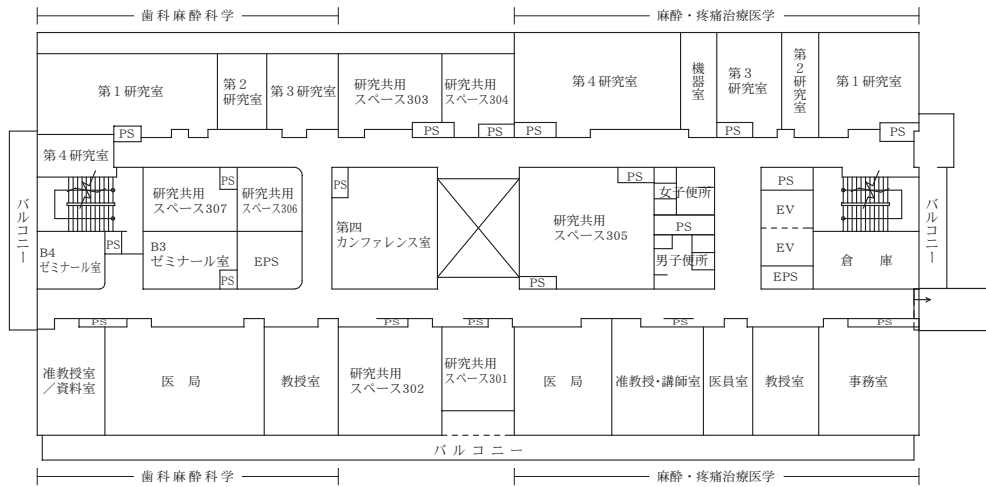 歯科麻酔科学
麻酔・疼痛治療医学
第１研究室
第２
研究室
第３研究室
研究共用
スペース303
研究共用
スペース304
第４研究室
機器室
第３
研究室
第２研究室
第１研究室
PS
PS
PS
PS
PS
PS
第４研究室
バルコニー
研究共用
スペース307
PS
研究共用
スペース306
PS
第四
カンファレンス室
研究共用
スペース305
PS
女子便所
PS
男子便所
PS
EV
EV
EPS
バルコニー
B4
ゼミナール室
PS
B3
ゼミナール室
PS
EPS
PS
倉庫
PS
PS
PS
PS
PS
准教授室
／資料室
医局
教授室
研究共用
スペース302
研究共用
スペース301
医局
准教授・講師室
医員室
教授室
事務室
バルコニー
歯科麻酔科学
麻酔・疼痛治療医学